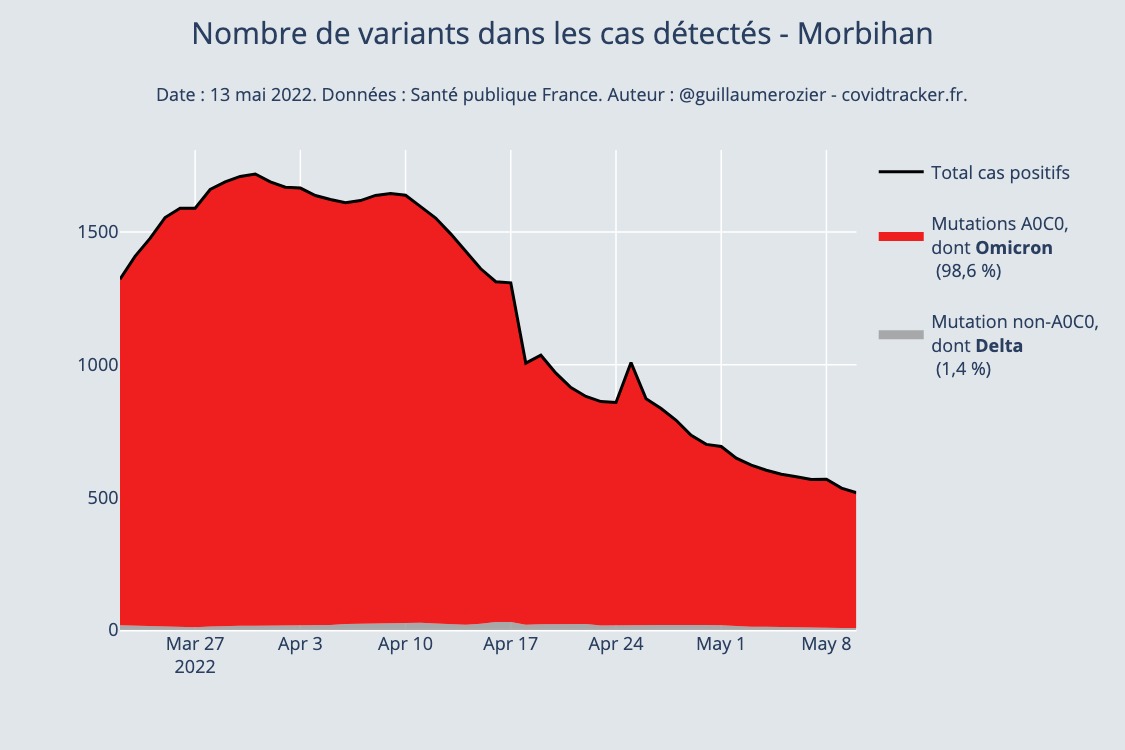 Nombre de variants dans les cas détectés - Morbihan
Date : 13 mai 2022. Données : Santé publique France. Auteur : @guillaumerozier - covidtracker.fr.
Total cas positifs
Mutations A0C0,
dont Omicron
(98,6 %)
Mutation non-A0C0,
dont Delta
(1,4 %)
1500
1000
500
0
Mar 27 Apr 3 Apr 10 Apr 17 Apr 24 May 1 May 8
2022